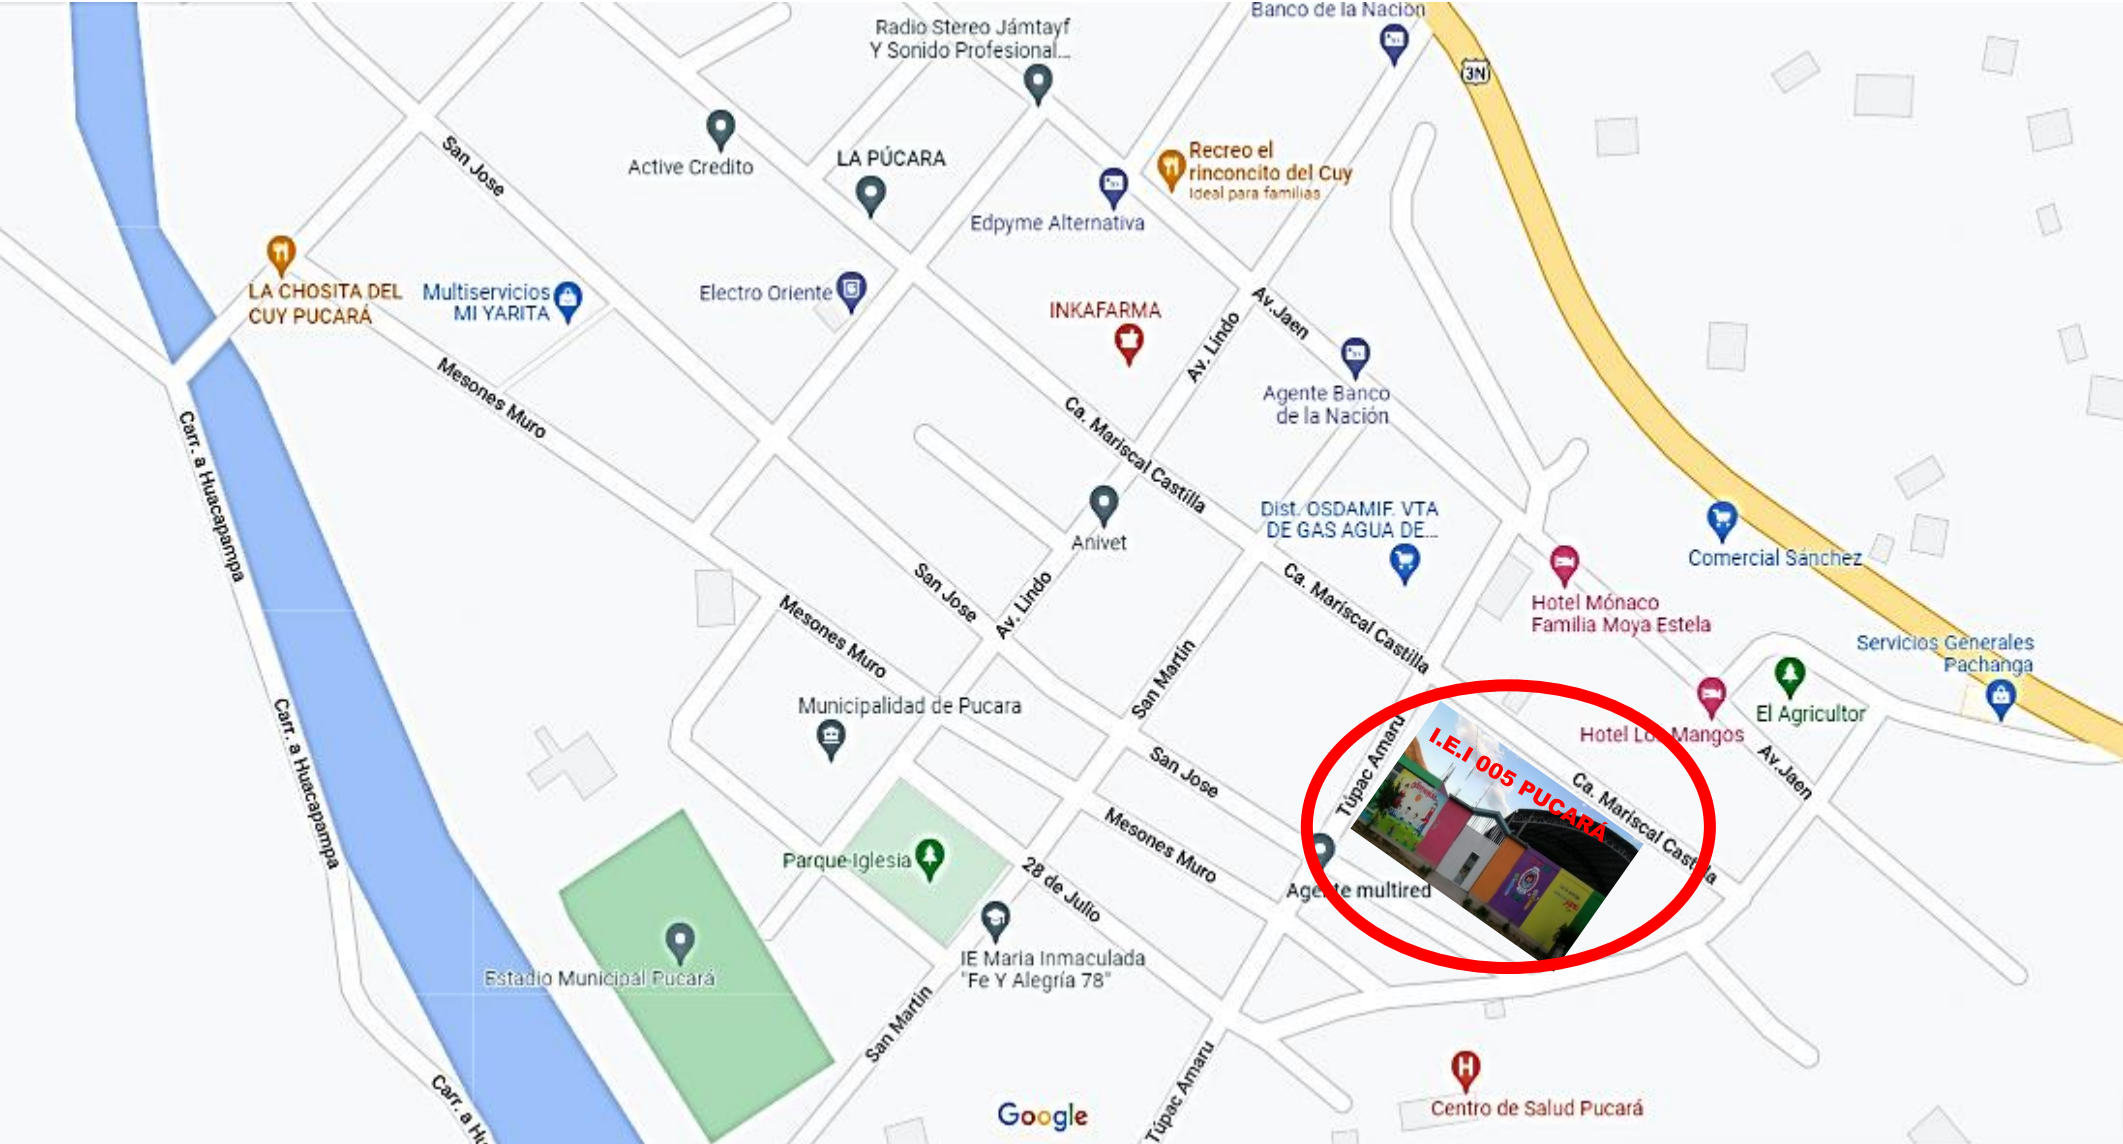 Banco de la Nación
Radio Stereo Jámtayf
Y Sonido Profesional...
3N
San Jose
Active Credito
LA PÚCARA
Recreo el
rinconcito del Cuy
Ideal para familias
Edpyme Alternativa
LA CHOSITA DEL
CUY PUCARÁ
Multiservicios
MI YARITA
Electro Oriente
INKAFARMA
Av. Lindo
Av.Jaen
Agente Banco
de la Nación
Mesones Muro
Ca. Mariscal Castilla
Carr. a Huacapampa
Anivet
Dist. OSDAMIF. VTA
DE GAS AGUA DE...
Comercial Sánchez
San Jose
Av. Lindo
Ca. Mariscal Castilla
Hotel Mónaco
Familia Moya Estela
Mesones Muro
San Martin
Servicios Generales
Pachanga
Municipalidad de Pucara
El Agricultor
Hotel Los Mangos
Carr. a Huacapampa
San Jose
Túpac Amaru
I.E.I 005 PUCARÁ
Ca. Mariscal Castilla
Av.Jaen
Mesones Muro
Parque-Iglesia
28 de Julio
Agente multired
IE Maria Inmaculada
"Fe Y Alegría 78"
Estadio Municipal Pucará
San Martin
Carr. a Hu
Túpac Amaru
Google
H
Centro de Salud Pucará